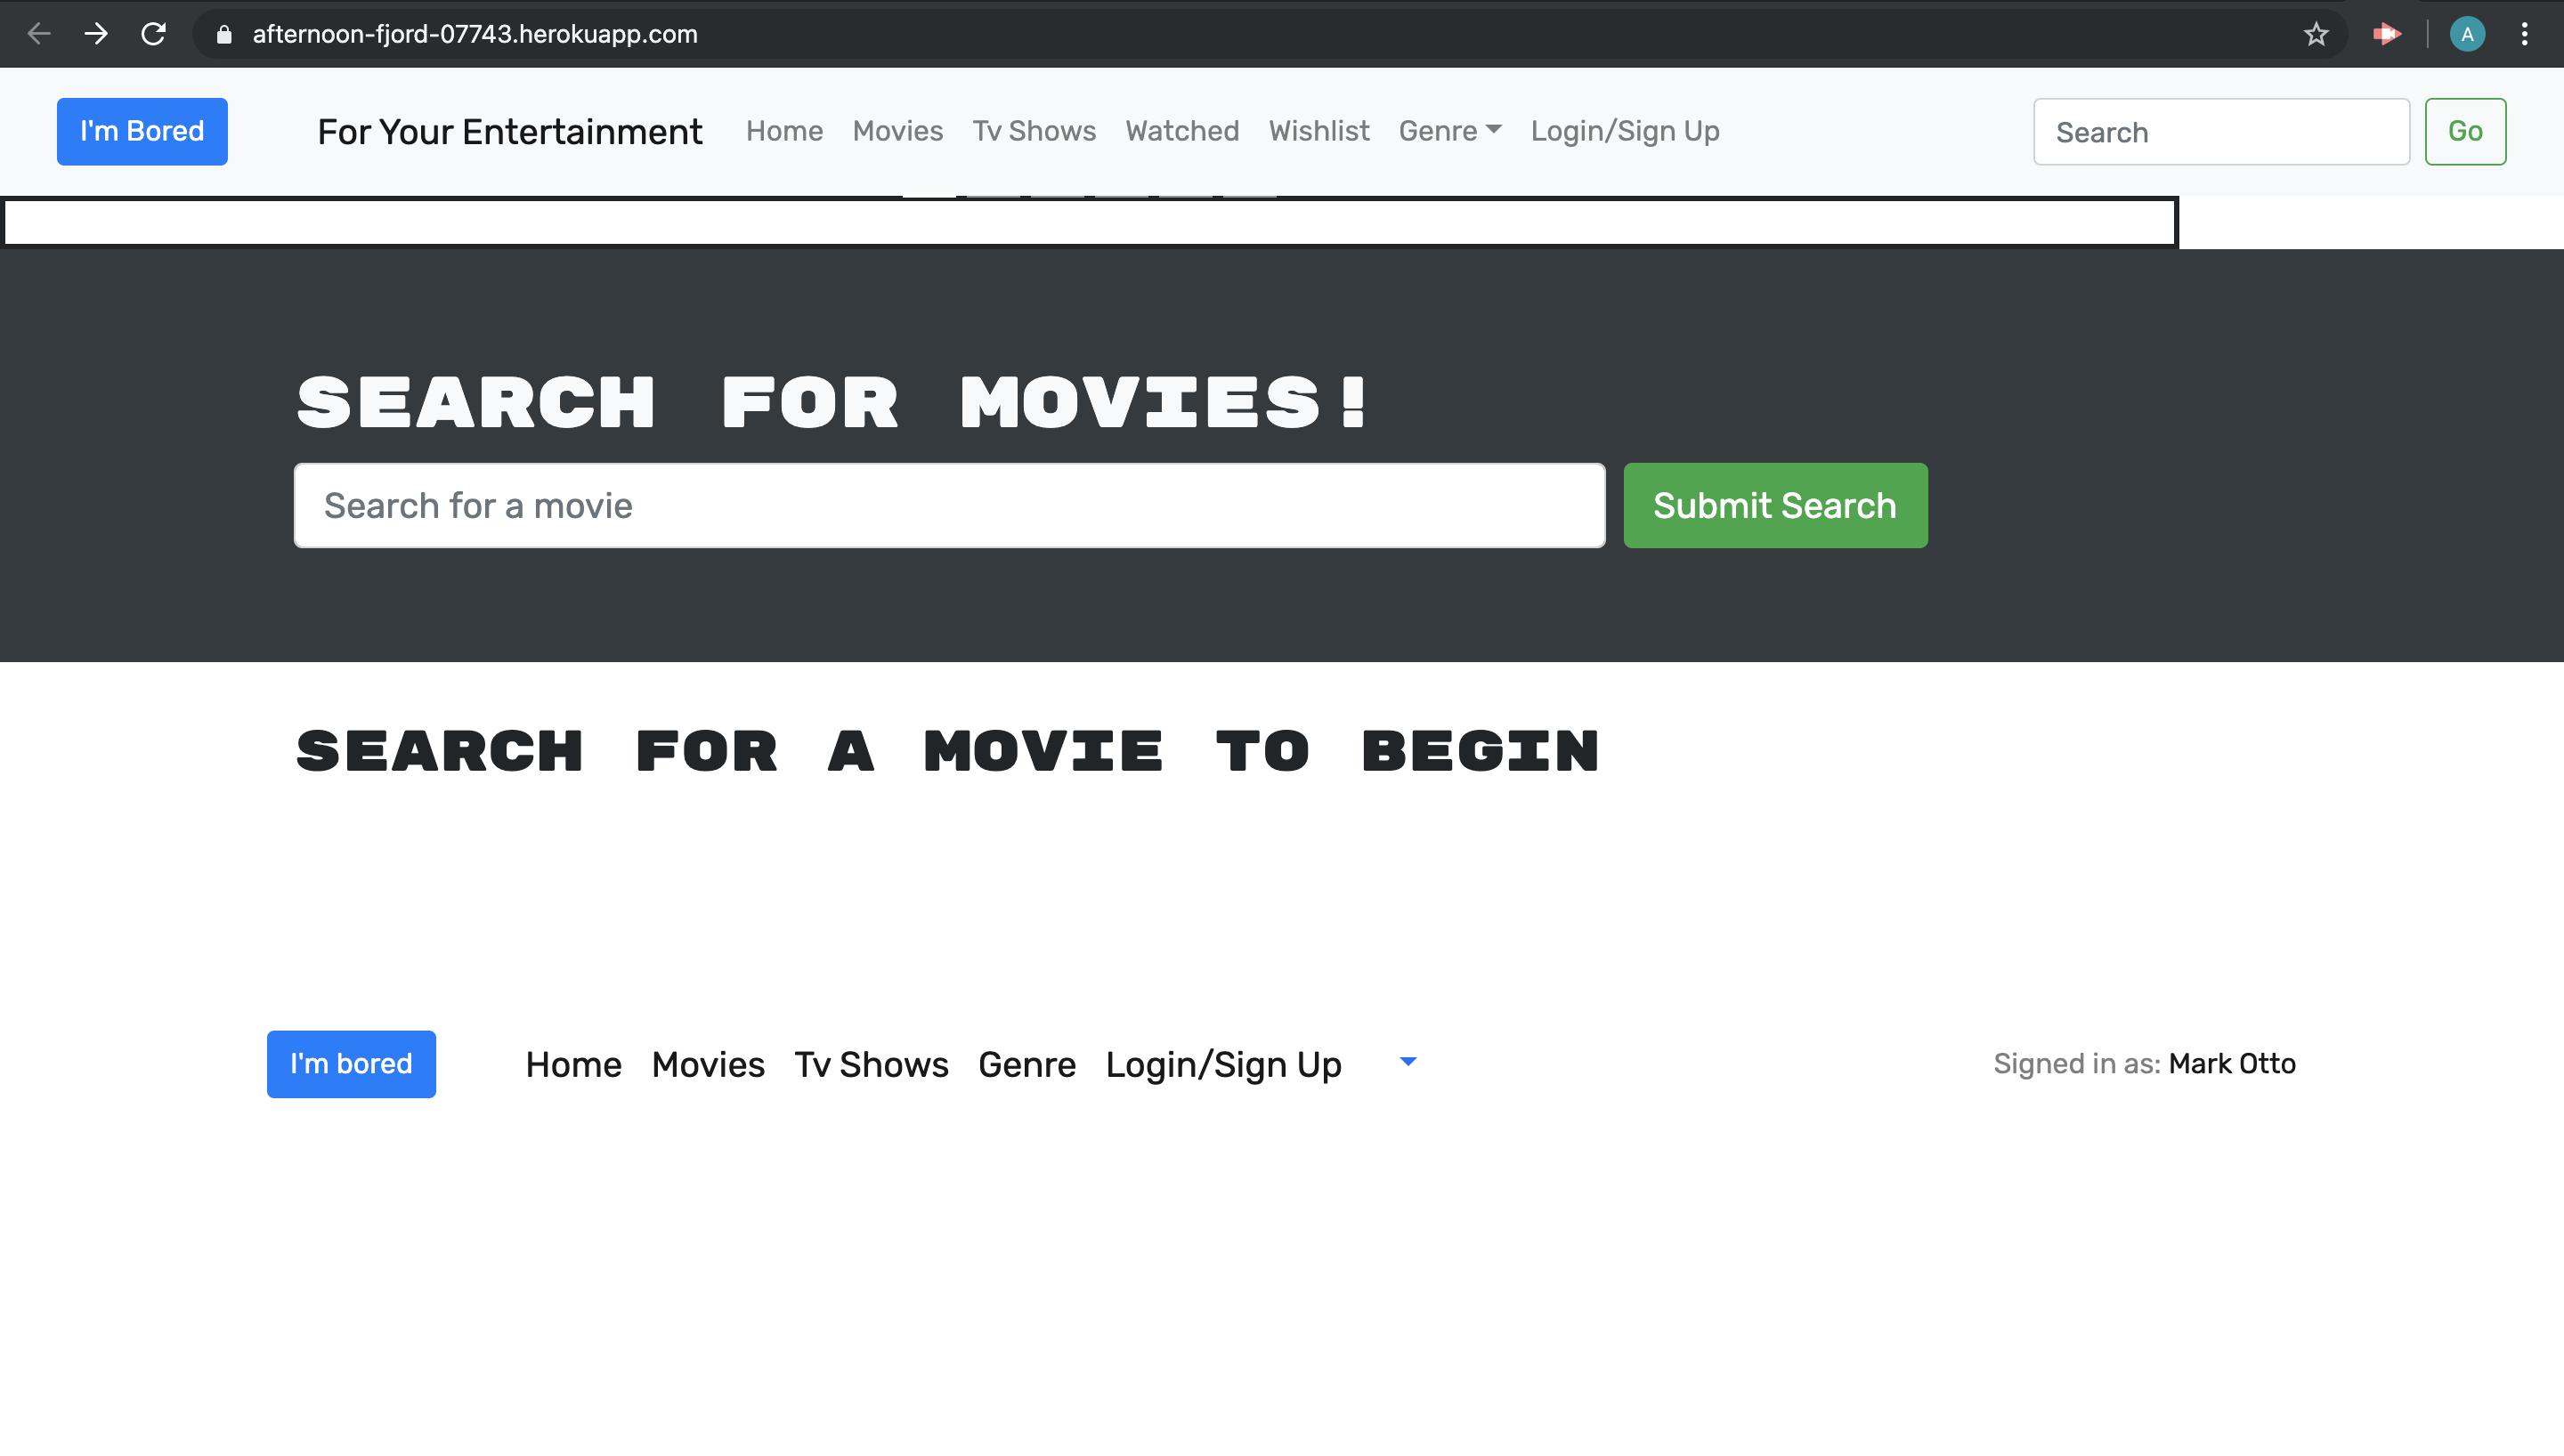 afternoon-fjord-07743.herokuapp.com
A
I'm Bored For Your Entertainment Home Movies Tv Shows Watched Wishlist Genre Login/Sign Up Search Go
SEARCH FOR MOVIES!
Search for a movie Submit Search
SEARCH FOR A MOVIE TO BEGIN
I'm bored Home Movies Tv Shows Genre Login/Sign Up Signed in as: Mark Otto